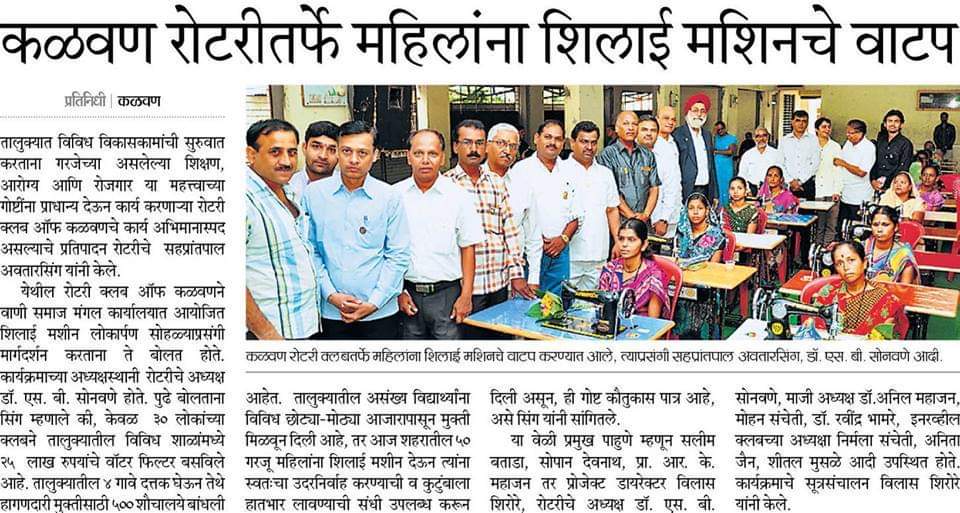 कळवण रोटरीतर्फे महिलांना शिलाई मशिनचे वाटप
प्रतिनिधी | कळवण
तालुक्यात विविध विकासकामांची सुरुवात
करताना गरजेच्या असलेल्या शिक्षण,
आरोग्य आणि रोजगार या महत्त्वाच्या
गोष्टींना प्राधान्य देऊन कार्य करणाऱ्या रोटरी
क्लब ऑफ कळवणचे कार्य अभिमानास्पद
असल्याचे प्रतिपादन रोटरीचे सहप्रांतपाल
अवतारसिंग यांनी केले.
येथील रोटरी क्लब ऑफ कळवणने
वाणी समाज मंगल कार्यालयात आयोजित
शिलाई मशीन लोकार्पण सोहळ्याप्रसंगी
मार्गदर्शन करताना ते बोलत होते.
कार्यक्रमाच्या अध्यक्षस्थानी रोटरीचे अध्यक्ष
डॉ. एस. बी. सोनवणे होते. पुढे बोलताना
सिंग म्हणाले की, केवळ ३० लोकांच्या
क्लबने तालुक्यातील विविध शाळांमध्ये
२५ लाख रुपयांचे वॉटर फिल्टर बसविले
आहे. तालुक्यातील ४ गावे दत्तक घेऊन तेथे
हागणदारी मुक्तीसाठी ५०० शौचालये बांधली
कळवण रोटरी क्लबतर्फे महिलांना शिलाई मशिनचे वाटप करण्यात आले, त्याप्रसंगी सहप्रांतपाल अवतारसिंग, डॉ. एस. बी. सोनवणे आदी.
आहेत. तालुक्यातील असंख्य विद्यार्थ्यांना
विविध छोट्या-मोठ्या आजारापासून मुक्ती
मिळवून दिली आहे, तर आज शहरातील ५०
गरजू महिलांना शिलाई मशीन देऊन त्यांना
स्वतःचा उदरनिर्वाह करण्याची व कुटुंबाला
हातभार लावण्याची संधी उपलब्ध करून
दिली असून, ही गोष्ट कौतुकास पात्र आहे,
असे सिंग यांनी सांगितले.
या वेळी प्रमुख पाहुणे म्हणून सलीम
बताडा, सोपान देवनाथ, प्रा. आर. के.
महाजन तर प्रोजेक्ट डायरेक्टर विलास
शिरोरे, रोटरीचे अध्यक्ष डॉ. एस. बी.
सोनवणे, माजी अध्यक्ष डॉ.अनिल महाजन,
मोहन संचेती, डॉ. रवींद्र भामरे, इनरव्हील
क्लबच्या अध्यक्षा निर्मला संचेती, अनिता
जैन, शीतल मुसळे आदी उपस्थित होते.
कार्यक्रमाचे सूत्रसंचालन विलास शिरोरे
यांनी केले.